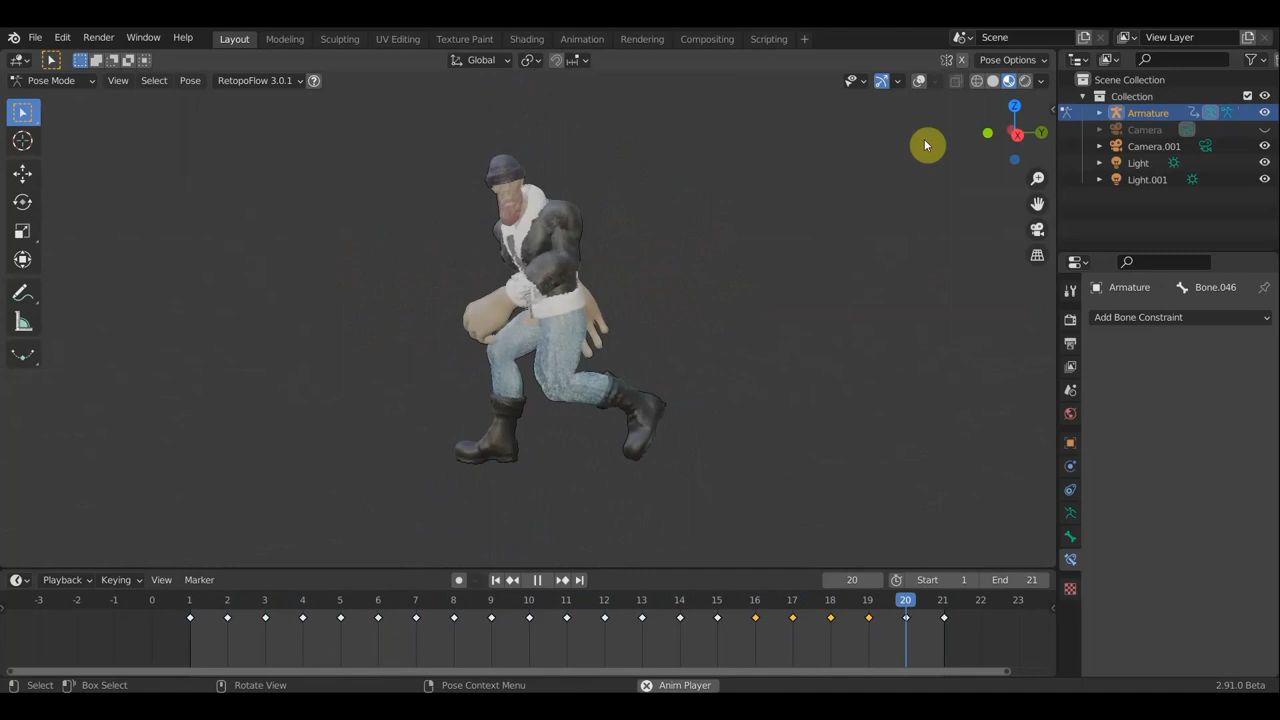 File Edit Render Window Help Layout Modeling Sculpting UV Editing Texture Paint Shading Animation Rendering Compositing Scripting + Scene View Layer
Global Pose Options
Pose Mode View Select Pose RetopoFlow 3.0.1
Scene Collection
Collection
Armature
Camera
Camera.001
Light
Light.001
Z
Y
X
Armature Bone.046
Add Bone Constraint
Playback Keying View Marker 20 Start 1 End 21
-3 -2 -1 0 1 2 3 4 5 6 7 8 9 10 11 12 13 14 15 16 17 18 19 20 21 22 23
Select Box Select Rotate View Pose Context Menu Anim Player 2.91.0 Beta